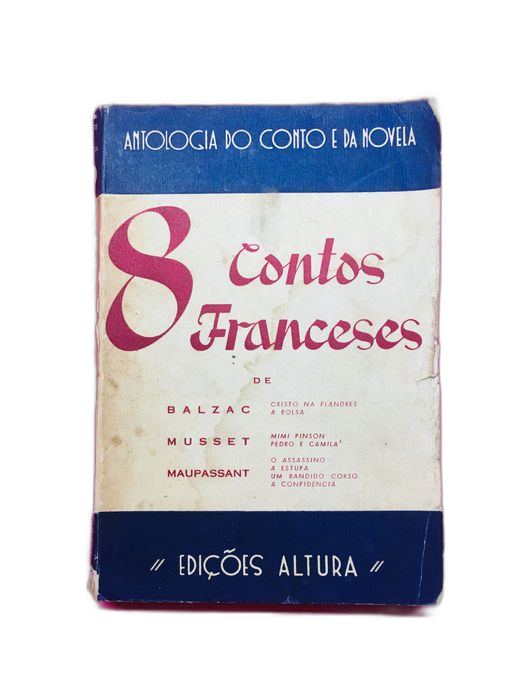 ANTOLOGIA DO CONTO E DA NOVELA
8 Contos
Franceses
DE
BALZAC
CRISTO NA FLANDRES
A BOLSA
MUSSET
MIMI PINSON
PEDRO E CAMILA
MAUPASSANT
O ASSASSINO
A ESTUFA
UM BANDIDO CORSO
A CONFIDENCIA
" EDIÇÕES ALTURA "